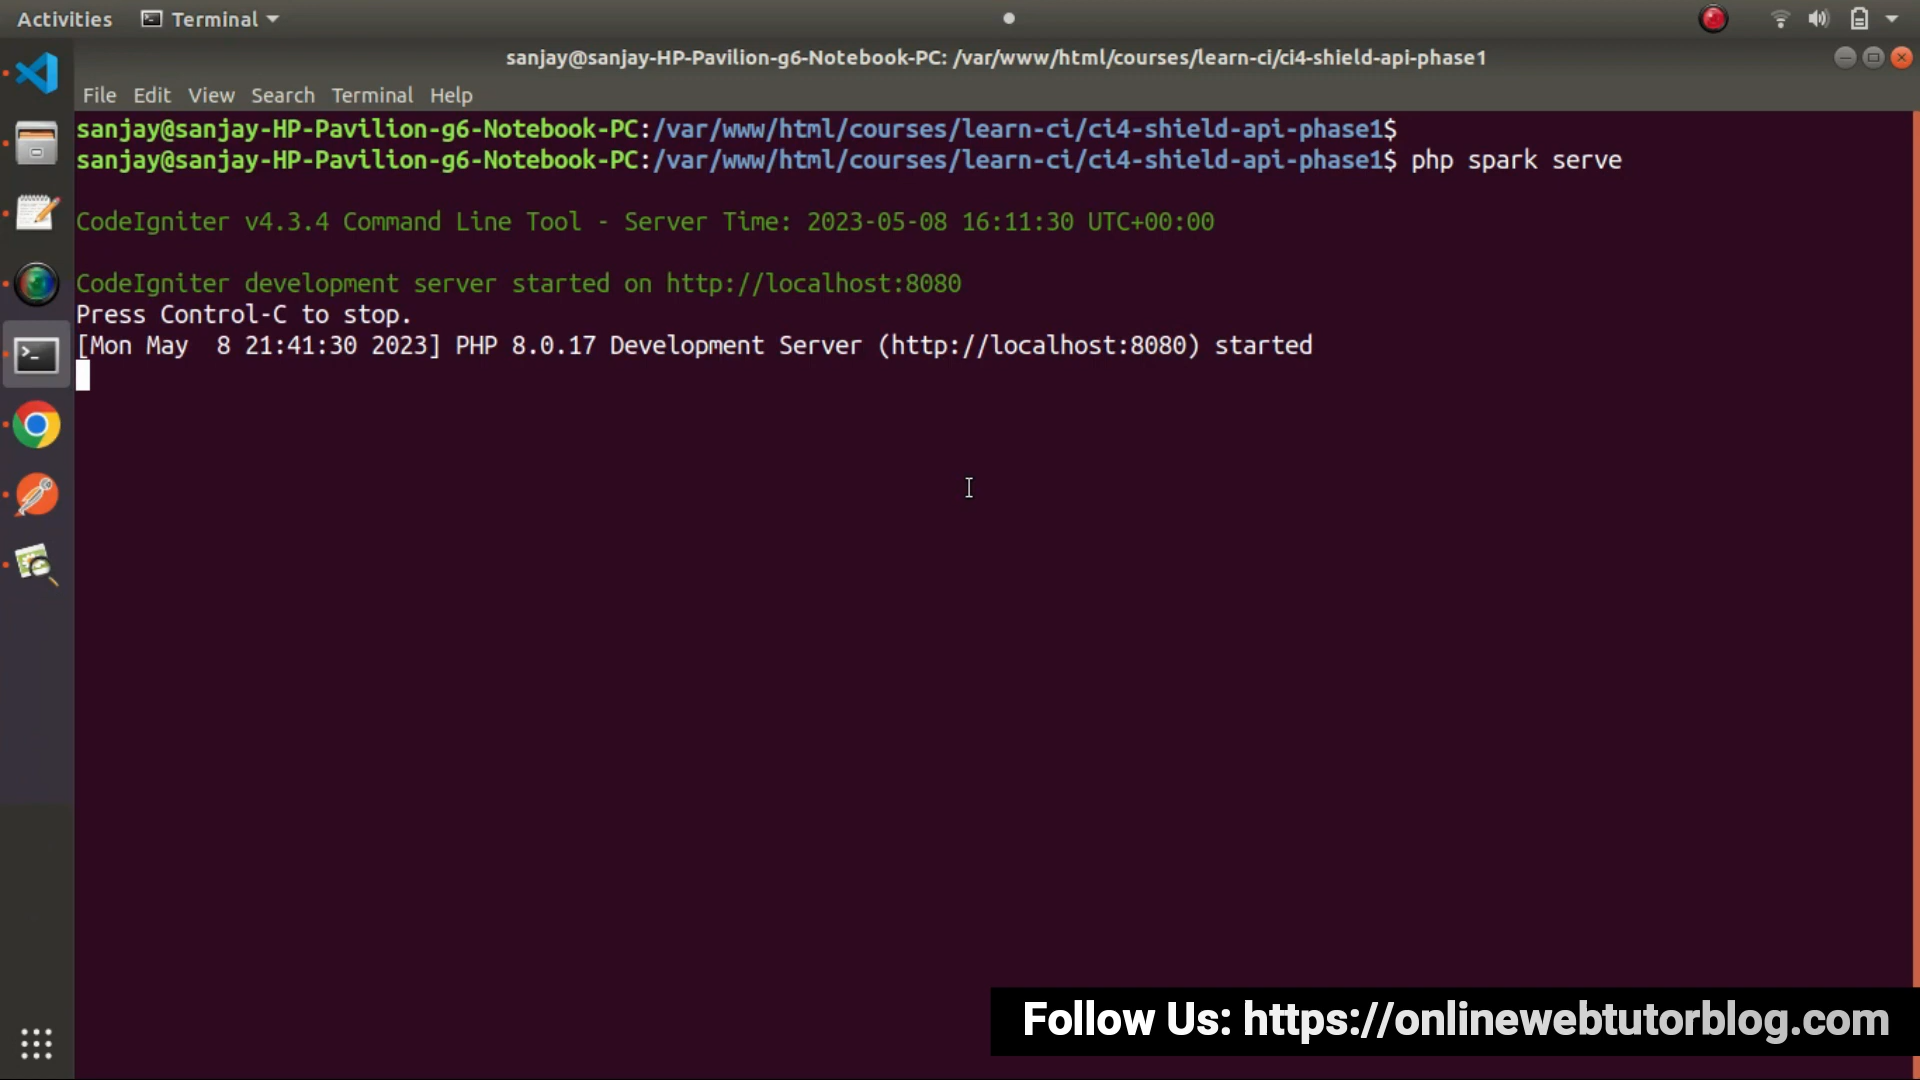 Activities Terminal
sanjay@sanjay-HP-Pavilion-g6-Notebook-PC: /var/www/html/courses/learn-ci/ci4-shield-api-phase1
File Edit View Search Terminal Help
sanjay@sanjay-HP-Pavilion-g6-Notebook-PC:/var/www/html/courses/learn-ci/ci4-shield-api-phase1$
sanjay@sanjay-HP-Pavilion-g6-Notebook-PC:/var/www/html/courses/learn-ci/ci4-shield-api-phase1$ php spark serve
CodeIgniter v4.3.4 Command Line Tool - Server Time: 2023-05-08 16:11:30 UTC+00:00
CodeIgniter development server started on http://localhost:8080
Press Control-C to stop.
[Mon May  8 21:41:30 2023] PHP 8.0.17 Development Server (http://localhost:8080) started
Follow Us: https://onlinewebtutorblog.com